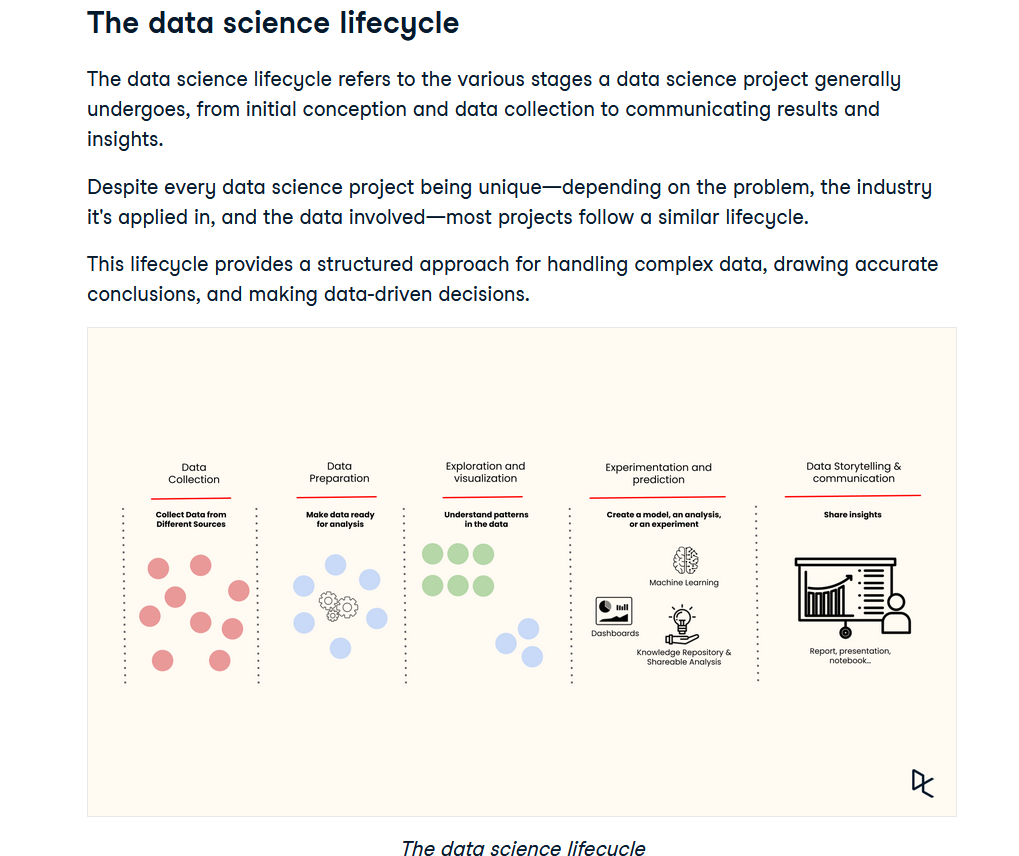 The data science lifecycle
The data science lifecycle refers to the various stages a data science project generally
undergoes, from initial conception and data collection to communicating results and
insights.
Despite every data science project being unique—depending on the problem, the industry
it's applied in, and the data involved—most projects follow a similar lifecycle.
This lifecycle provides a structured approach for handling complex data, drawing accurate
conclusions, and making data-driven decisions.
Data
Collection
Collect Data from
Different Sources
Data
Preparation
Make data ready
for analysis
Exploration and
visualization
Understand patterns
in the data
Experimentation and
prediction
Create a model, an analysis,
or an experiment
Machine Learning
Dashboards
Knowledge Repository &
Shareable Analysis
Data Storytelling &
communication
Share insights
Report, presentation,
notebook...
The data science lifecucle